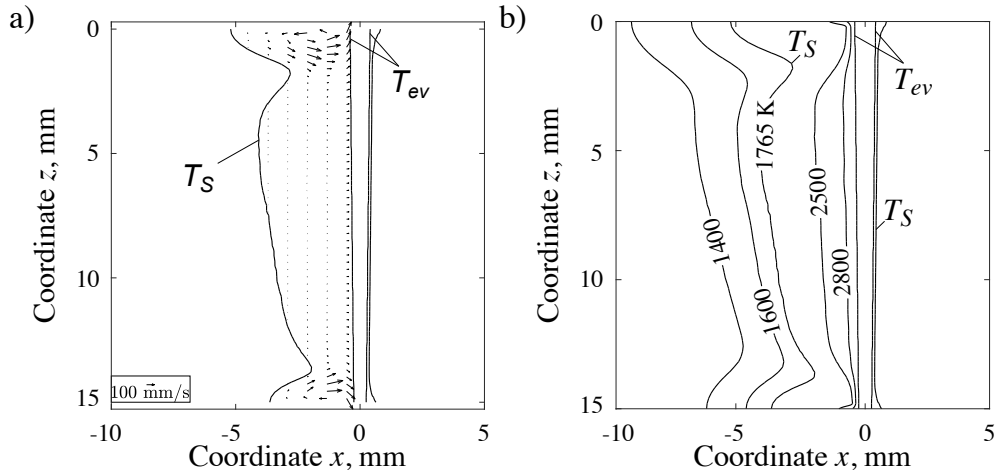 a)
b)
0
5
10
15
-10
-5
0
5
Coordinate z, mm
Coordinate x, mm
T_S
T_ev
100 mm/s
0
5
10
15
-10
-5
0
5
Coordinate z, mm
Coordinate x, mm
T_S
T_ev
T_S
1765 K
2500
1400
2800
1600